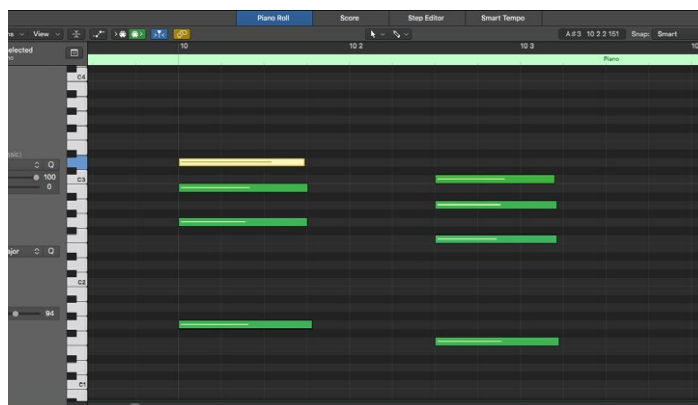 Piano Roll Score Step Editor Smart Tempo
View A#3 10 2 2 151 Snap: Smart
elected 10 10 2 10 3
Piano
C4
Q
100
C3
0
Q
C2
94
C1